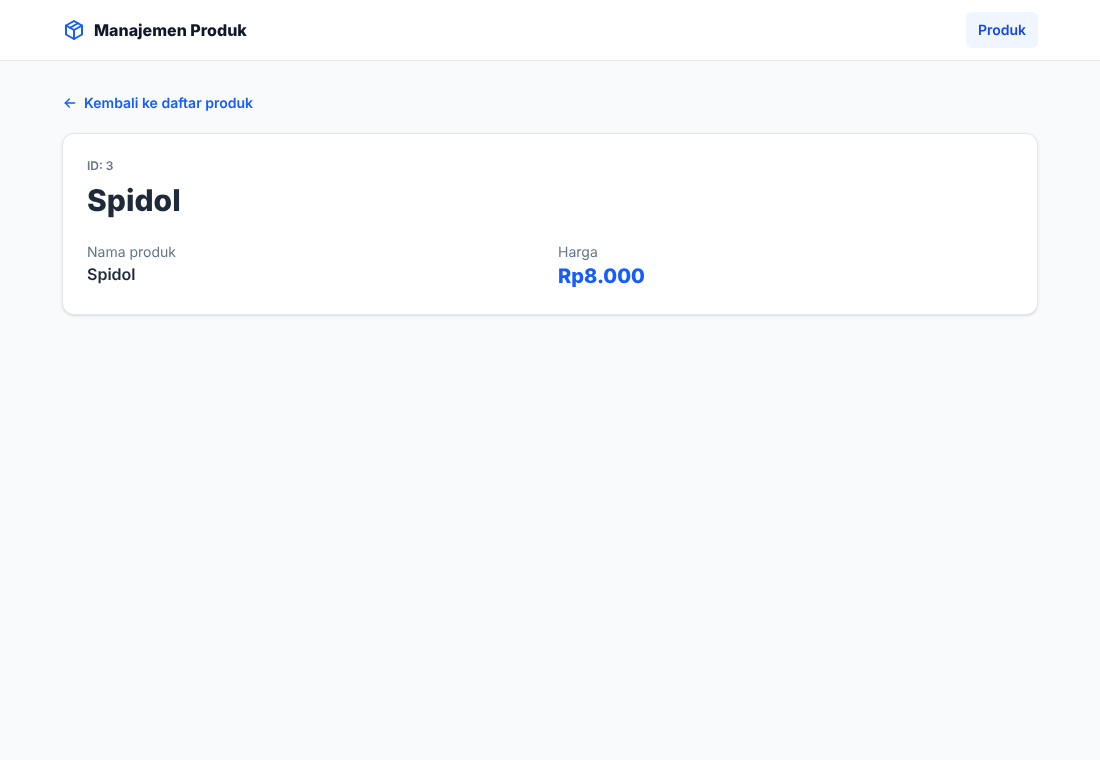 Manajemen Produk
Produk
Kembali ke daftar produk
ID: 3
Spidol
Nama produk
Spidol
Harga
Rp8.000